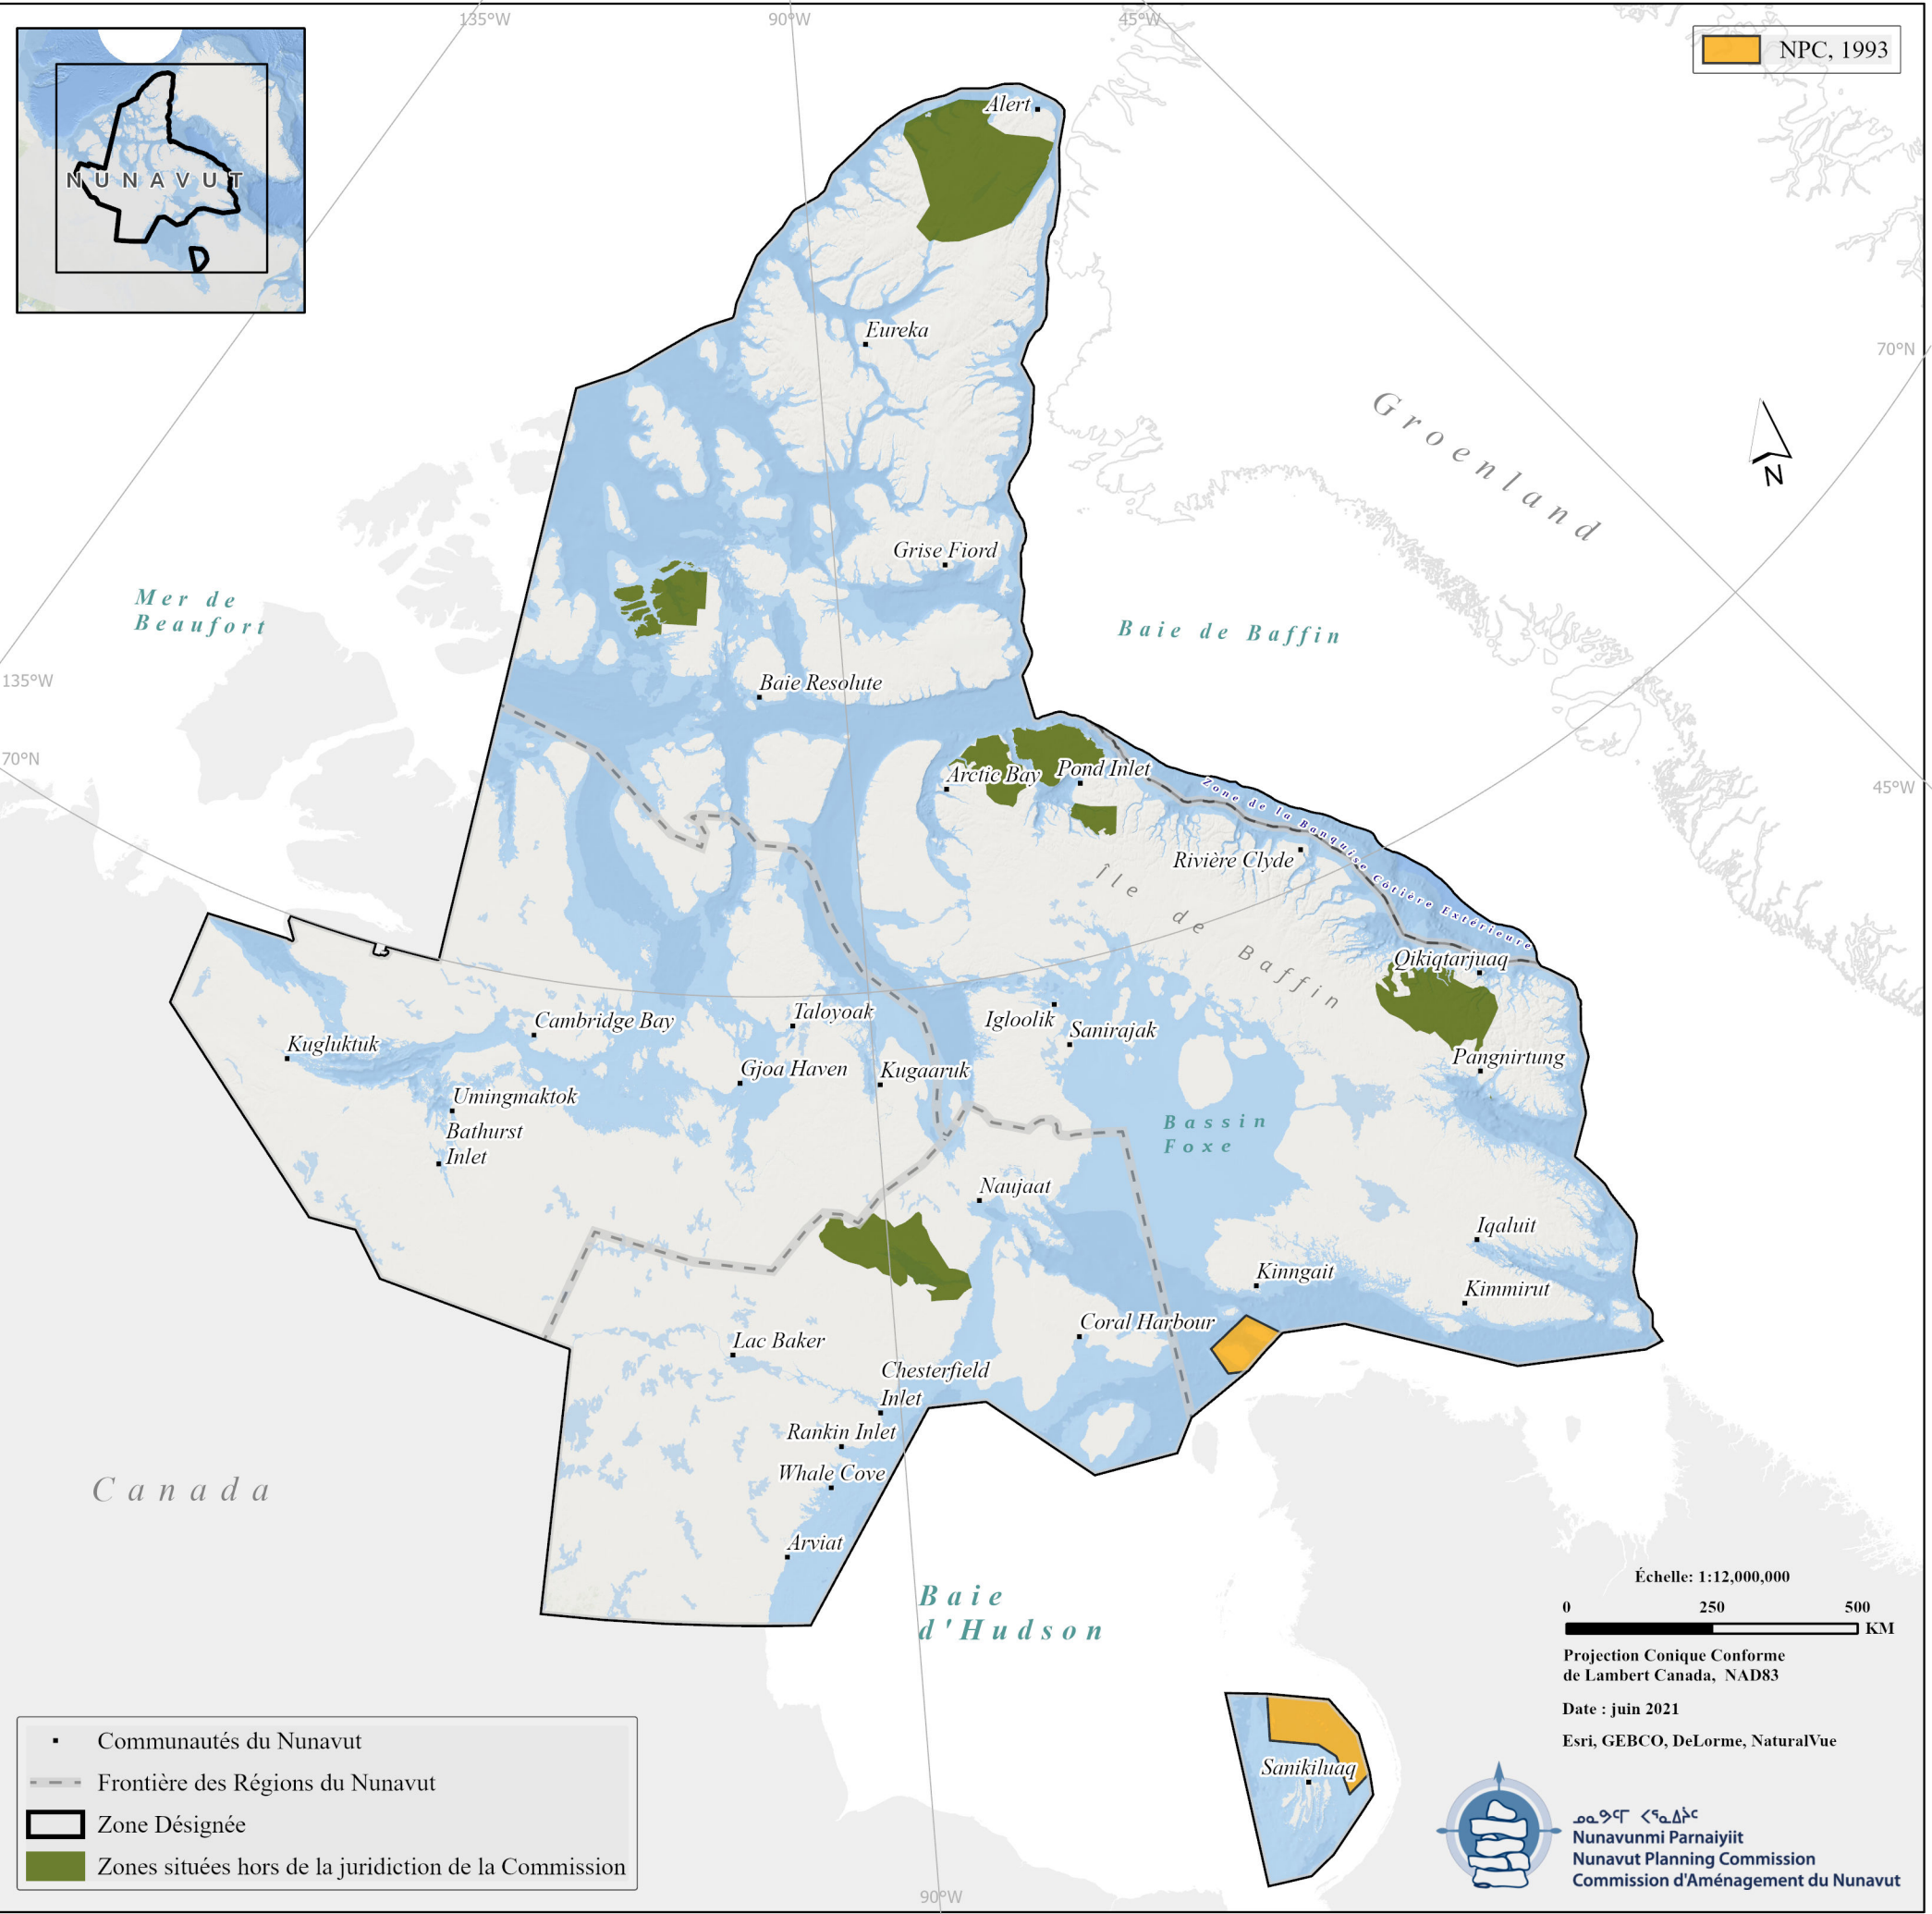 135°W
90°W
45°W
NPC, 1993
NUNAVUT
Alert
Eureka
70°N
Groenland
N
Grise Fiord
Mer de
Beaufort
Baie de Baffin
135°W
Baie Resolute
70°N
Arctic Bay
Pond Inlet
Zone de la Banquise Côtière Extérieure
45°W
Rivière Clyde
Île de Baffin
Qikiqtarjuaq
Taloyoak
Igloolik
Cambridge Bay
Sanirajak
Kugluktuk
Pangnirtung
Gjoa Haven
Kugaaruk
Umingmaktok
Bathurst
Inlet
Bassin
Foxe
Naujaat
Iqaluit
Kinngait
Kimmirut
Coral Harbour
Lac Baker
Chesterfield
Inlet
Rankin Inlet
Whale Cove
Canada
Arviat
Baie
d'Hudson
Échelle: 1:12,000,000
0 250 500
KM
Projection Conique Conforme
de Lambert Canada, NAD83
Date : juin 2021
Esri, GEBCO, DeLorme, NaturalVue
Sanikiluaq
Communautés du Nunavut
Frontière des Régions du Nunavut
Zone Désignée
Zones situées hors de la juridiction de la Commission
ᓄᓇᕗᒻᒥ ᐸᕐᓇᐃᔩᑦ
Nunavunmi Parnaiyiit
Nunavut Planning Commission
Commission d'Aménagement du Nunavut
90°W